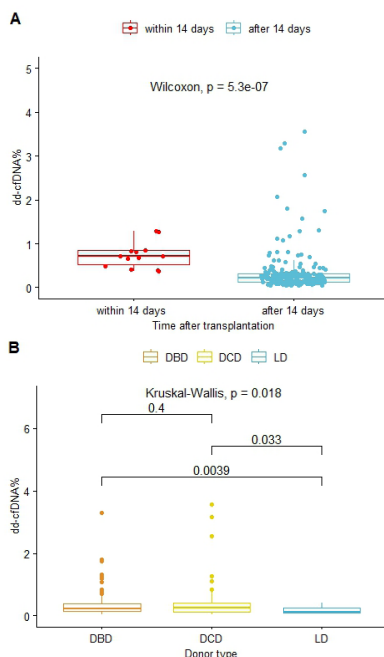 A
within 14 days after 14 days
Wilcoxon, p = 5.3e-07
dd-cfDNA%
5
4
3
2
1
0
within 14 days after 14 days
Time after transplantation
B
DBD DCD LD
Kruskal-Wallis, p = 0.018
0.4
0.033
0.0039
dd-cfDNA%
6
4
2
0
DBD DCD LD
Donor type